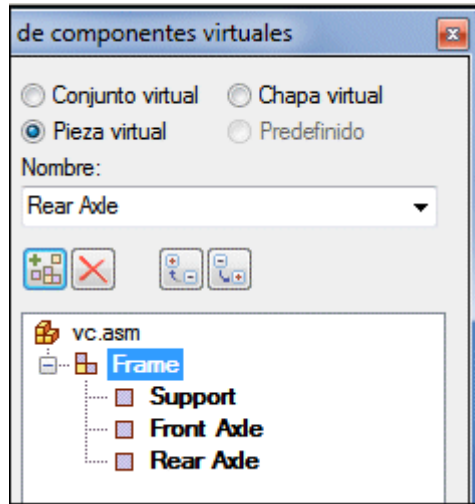 de componentes virtuales
Conjunto virtual Chapa virtual
Pieza virtual Predefinido
Nombre:
Rear Axle
vc.asm
Frame
Support
Front Axle
Rear Axle